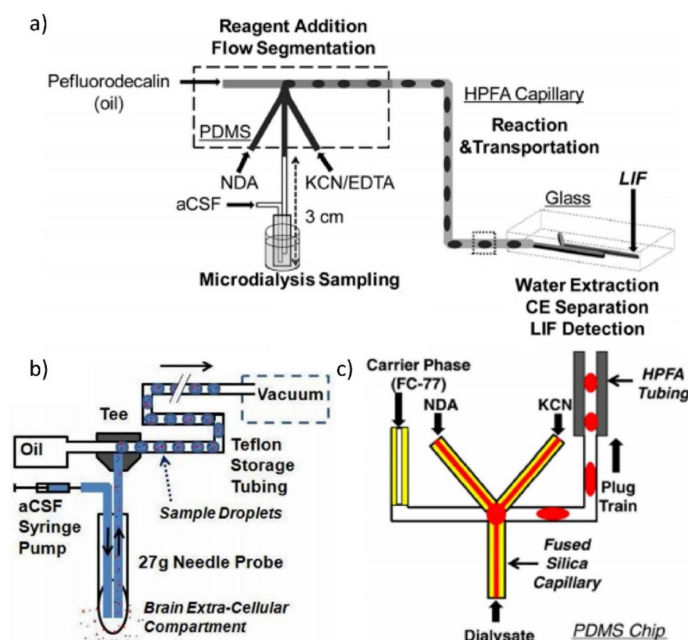 a)
Reagent Addition
Flow Segmentation
Pefluorodecalin
(oil)
HPFA Capillary
PDMS
Reaction
&Transportation
NDA
KCN/EDTA
aCSF
3 cm
Glass
LIF
Microdialysis Sampling
Water Extraction
CE Separation
LIF Detection
b)
Vacuum
Tee
Oil
Teflon
Storage
Tubing
Sample Droplets
aCSF
Syringe
Pump
27g Needle Probe
Brain Extra-Cellular
Compartment
c)
Carrier Phase
(FC-77)
NDA
KCN
HPFA
Tubing
Plug
Train
Fused
Silica
Capillary
Dialysate
PDMS Chip